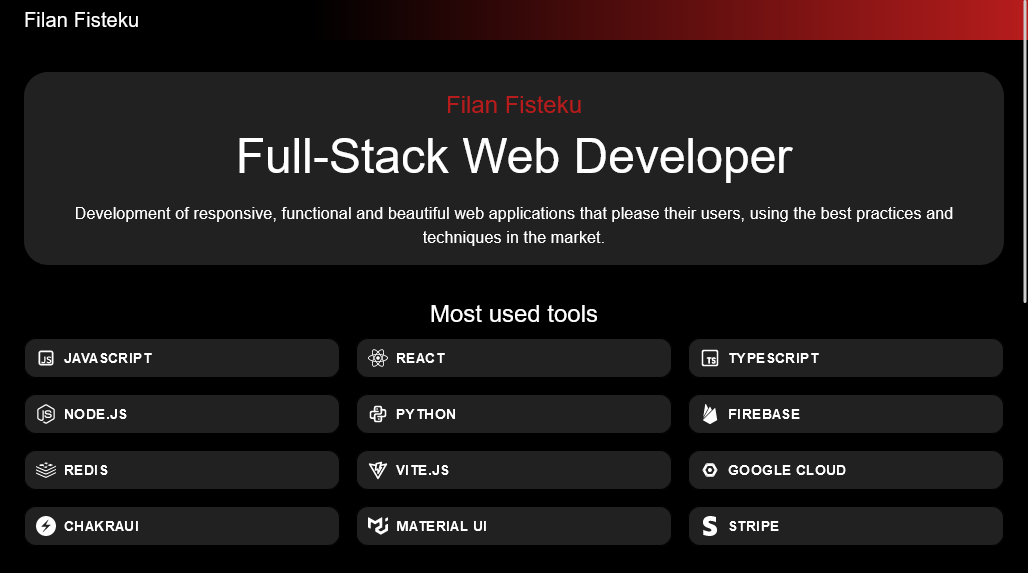 Filan Fisteku
Filan Fisteku
Full-Stack Web Developer
Development of responsive, functional and beautiful web applications that please their users, using the best practices and
techniques in the market.
Most used tools
JS JAVASCRIPT
REACT
TS TYPESCRIPT
JS NODE.JS
PYTHON
FIREBASE
REDIS
VITE.JS
GOOGLE CLOUD
CHAKRAUI
MATERIAL UI
S STRIPE